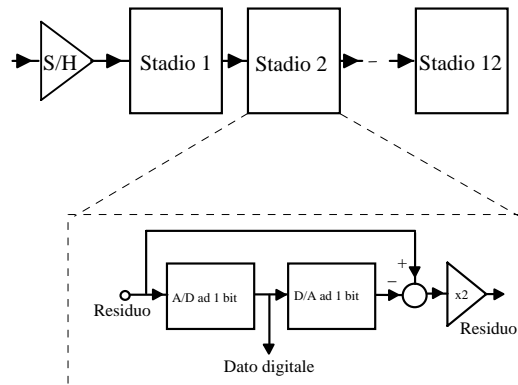 S/H
Stadio 1
Stadio 2
–
Stadio 12
+
–
A/D ad 1 bit
D/A ad 1 bit
x2
Residuo
Residuo
Dato digitale